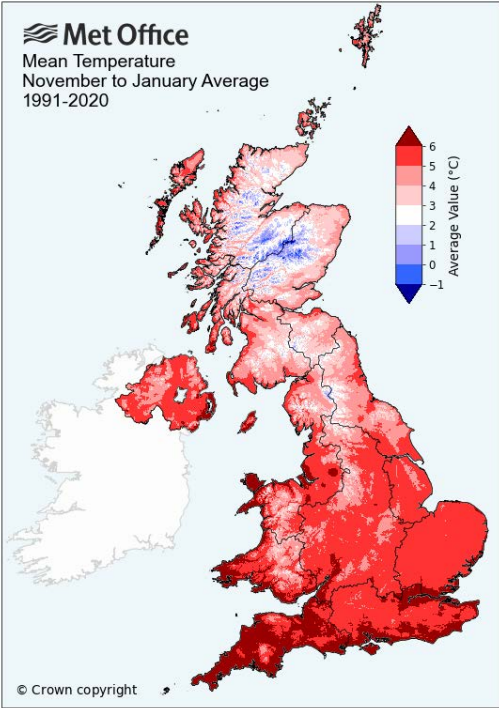 Met Office
Mean Temperature
November to January Average
1991-2020
6
5
4
3
2
1
0
−1
Average Value (°C)
© Crown copyright